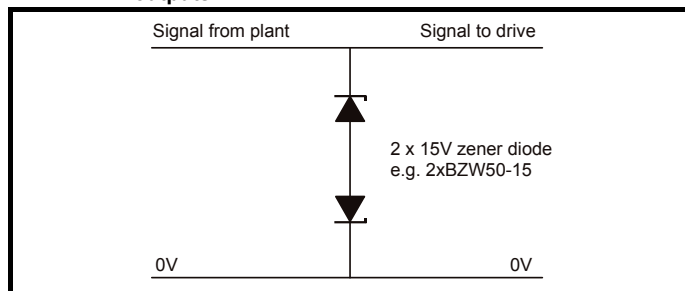 Signal from plant Signal to drive
2 x 15V zener diode
e.g. 2xBZW50-15
0V 0V